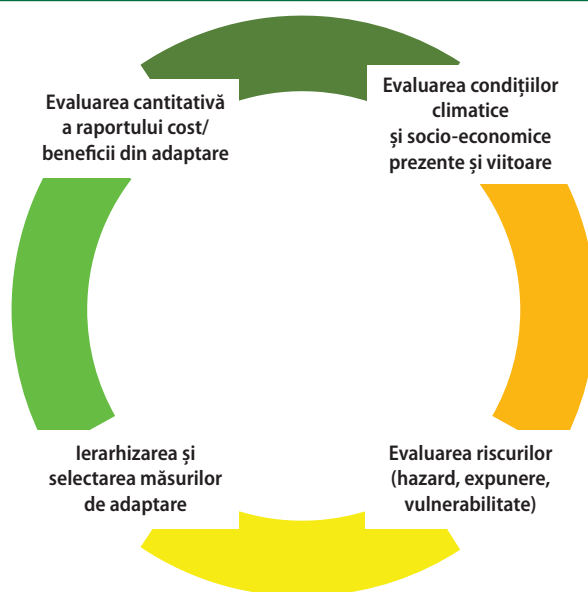 Evaluarea cantitativă
a raportului cost/
beneficii din adaptare
Evaluarea condițiilor
climatice
și socio-economice
prezente și viitoare
Ierarhizarea și
selectarea măsurilor
de adaptare
Evaluarea riscurilor
(hazard, expunere,
vulnerabilitate)